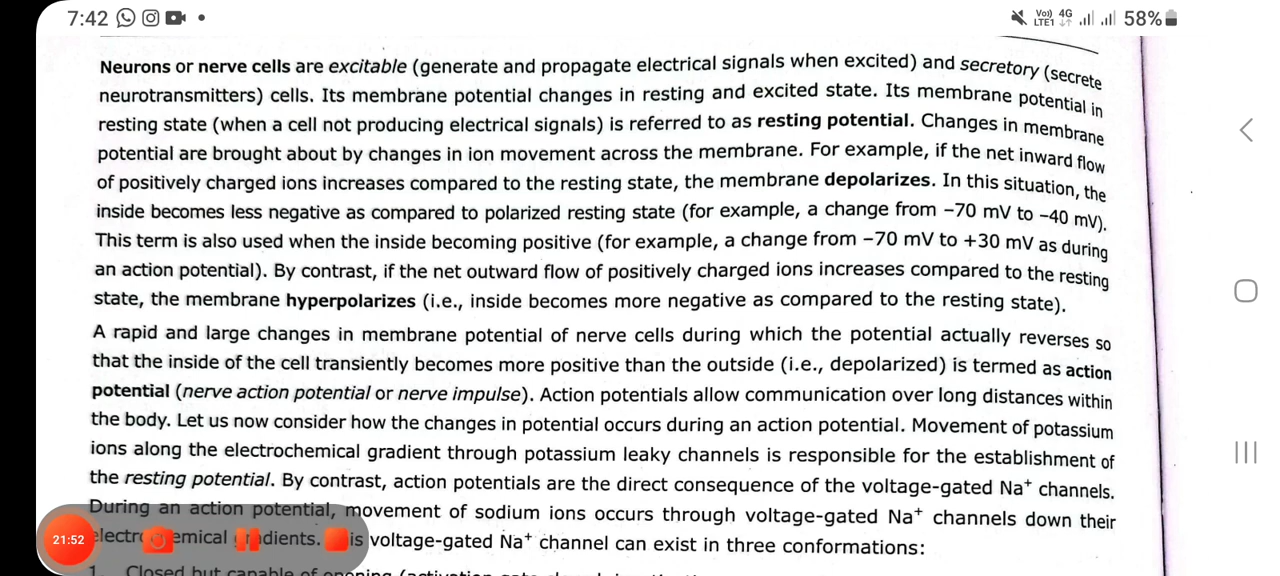 7:42
Vo)) 4G
LTE1 58%
Neurons or nerve cells are excitable (generate and propagate electrical signals when excited) and secretory (secrete
neurotransmitters) cells. Its membrane potential changes in resting and excited state. Its membrane potential in
resting state (when a cell not producing electrical signals) is referred to as resting potential. Changes in membrane
potential are brought about by changes in ion movement across the membrane. For example, if the net inward flow
of positively charged ions increases compared to the resting state, the membrane depolarizes. In this situation, the
inside becomes less negative as compared to polarized resting state (for example, a change from −70 mV to −40 mV).
This term is also used when the inside becoming positive (for example, a change from −70 mV to +30 mV as during
an action potential). By contrast, if the net outward flow of positively charged ions increases compared to the resting
state, the membrane hyperpolarizes (i.e., inside becomes more negative as compared to the resting state).
A rapid and large changes in membrane potential of nerve cells during which the potential actually reverses so
that the inside of the cell transiently becomes more positive than the outside (i.e., depolarized) is termed as action
potential (nerve action potential or nerve impulse). Action potentials allow communication over long distances within
the body. Let us now consider how the changes in potential occurs during an action potential. Movement of potassium
ions along the electrochemical gradient through potassium leaky channels is responsible for the establishment of
the resting potential. By contrast, action potentials are the direct consequence of the voltage-gated Na⁺ channels.
During an action potential, movement of sodium ions occurs through voltage-gated Na⁺ channels down their
21:52 voltage-gated Na⁺ channel can exist in three conformations:
1. Closed but capable of opening (activation gate closed